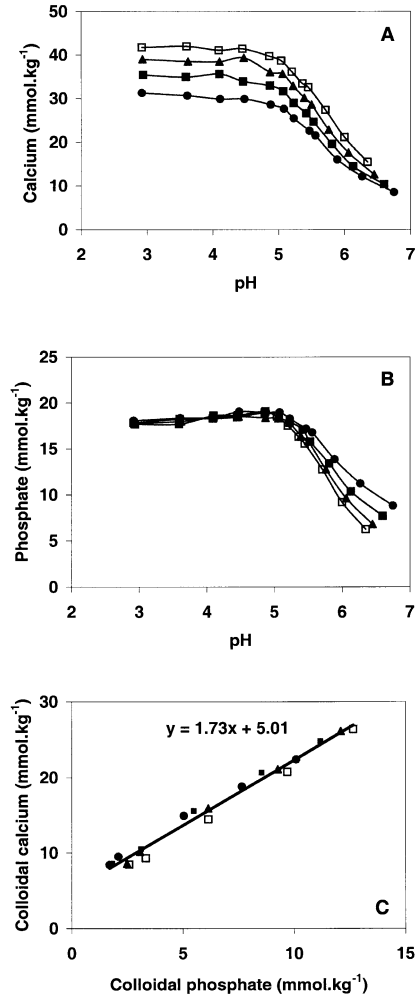 A
50
40
30
20
10
0
Calcium (mmol.kg⁻¹)
2 3 4 5 6 7
pH
B
25
20
15
10
5
0
Phosphate (mmol.kg⁻¹)
2 3 4 5 6 7
pH
30
20
10
0
Colloidal calcium (mmol.kg⁻¹)
y = 1.73x + 5.01
C
0 5 10 15
Colloidal phosphate (mmol.kg⁻¹)